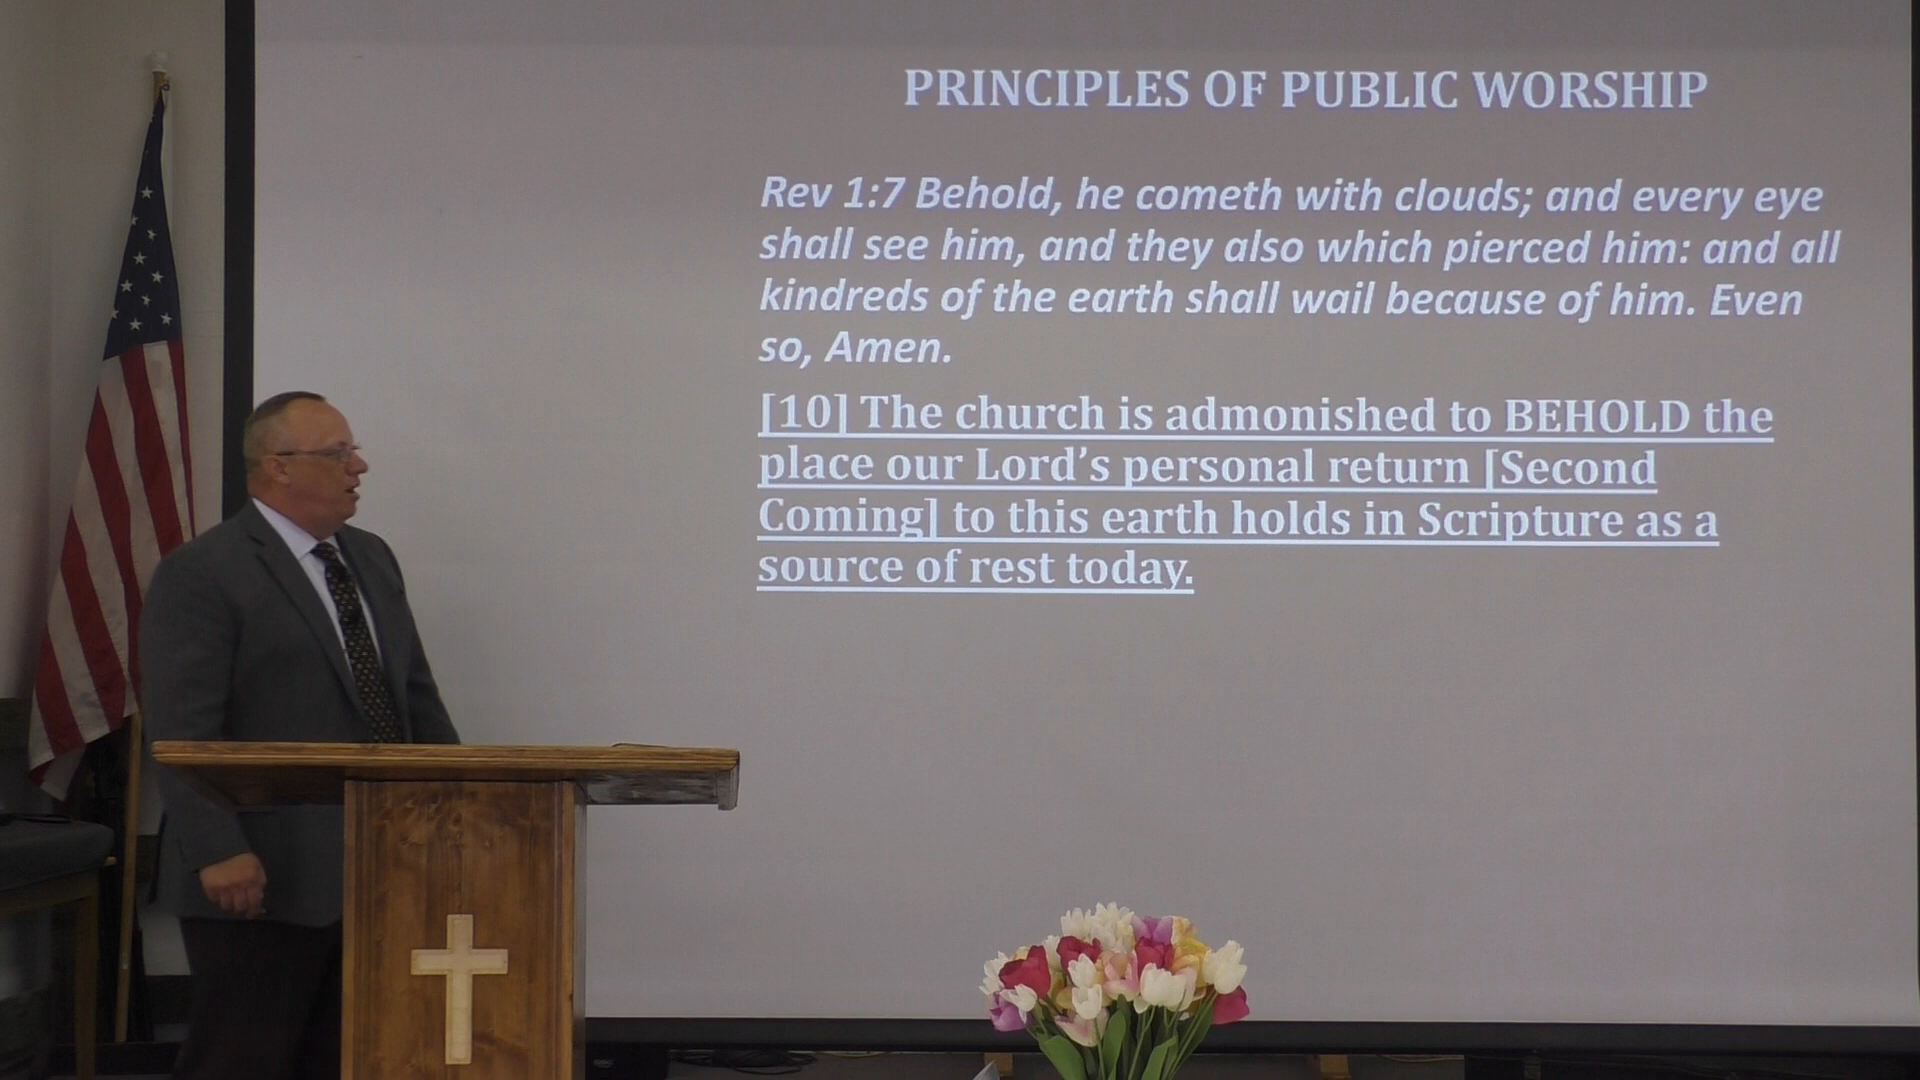 PRINCIPLES OF PUBLIC WORSHIP
Rev 1:7 Behold, he cometh with clouds; and every eye
shall see him, and they also which pierced him: and all
kindreds of the earth shall wail because of him. Even
so, Amen.
[10] The church is admonished to BEHOLD the
place our Lord’s personal return [Second
Coming] to this earth holds in Scripture as a
source of rest today.